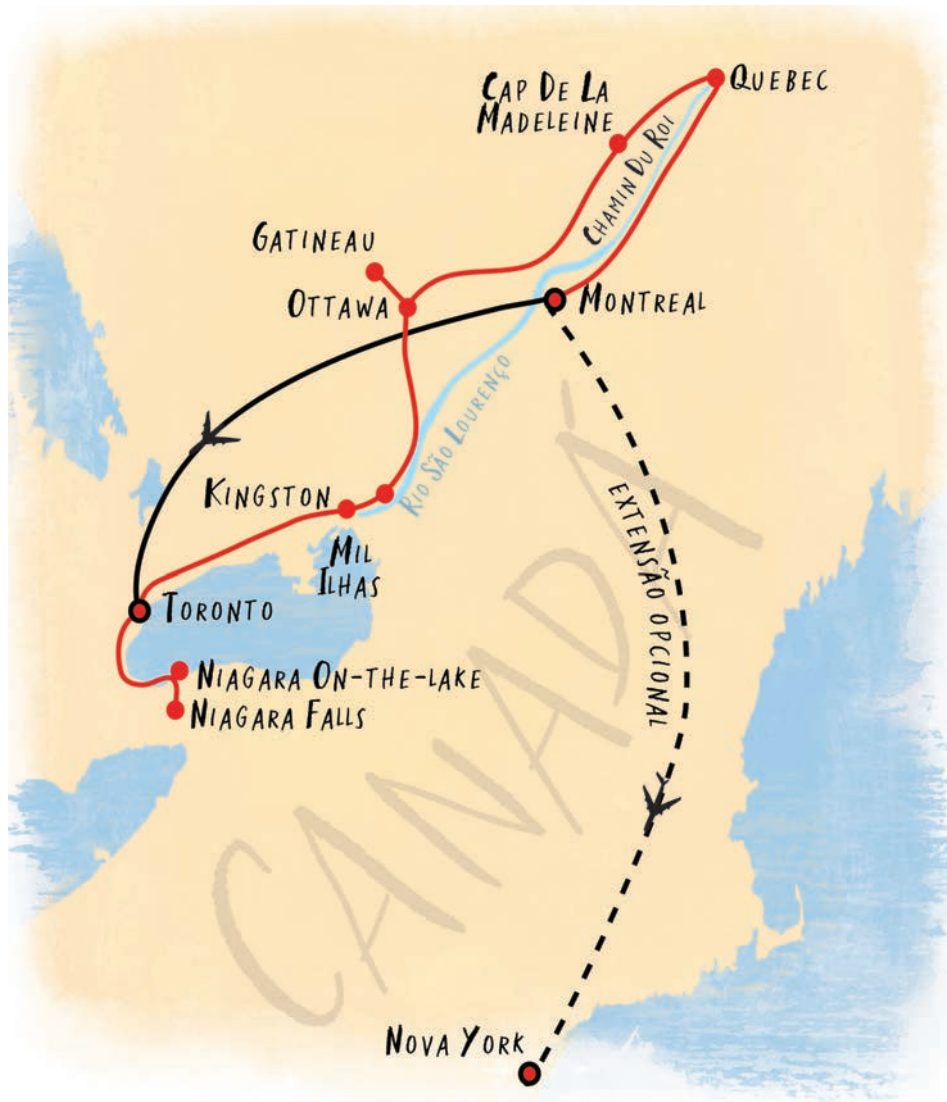 QUEBEC
CAP DE LA
MADELEINE
CHAMIN DU ROI
GATINEAU
OTTAWA
MONTREAL
RIO SÃO LOURENÇO
KINGSTON
MIL
ILHAS
EXTENSÃO OPCIONAL
CANADÁ
TORONTO
NIAGARA ON-THE-LAKE
NIAGARA FALLS
NOVA YORK